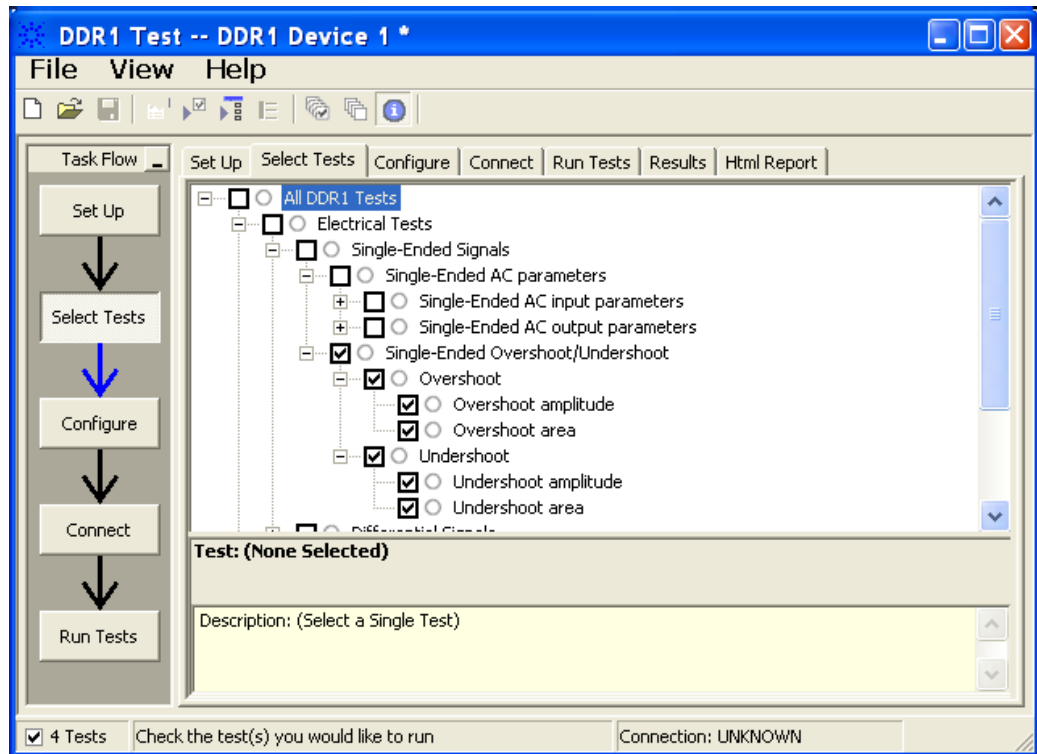 DDR1 Test -- DDR1 Device 1 *
File View Help
Task Flow
Set Up
Select Tests
Configure
Connect
Run Tests
Set Up Select Tests Configure Connect Run Tests Results Html Report
All DDR1 Tests
Electrical Tests
Single-Ended Signals
Single-Ended AC parameters
Single-Ended AC input parameters
Single-Ended AC output parameters
Single-Ended Overshoot/Undershoot
Overshoot
Overshoot amplitude
Overshoot area
Undershoot
Undershoot amplitude
Undershoot area
Differential Signals
Test: (None Selected)
Description: (Select a Single Test)
4 Tests Check the test(s) you would like to run Connection: UNKNOWN